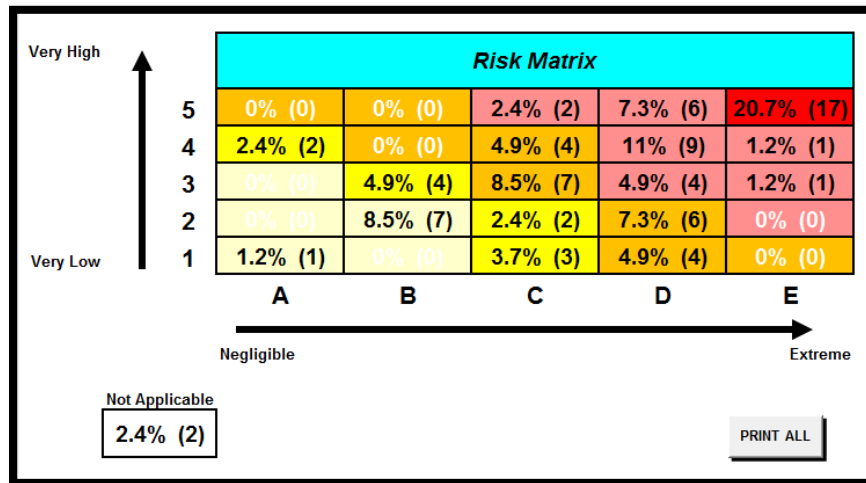 Very High
Risk Matrix
5 0% (0) 0% (0) 2.4% (2) 7.3% (6) 20.7% (17)
4 2.4% (2) 0% (0) 4.9% (4) 11% (9) 1.2% (1)
3 0% (0) 4.9% (4) 8.5% (7) 4.9% (4) 1.2% (1)
2 0% (0) 8.5% (7) 2.4% (2) 7.3% (6) 0% (0)
Very Low
1 1.2% (1) 0% (0) 3.7% (3) 4.9% (4) 0% (0)
A B C D E
Negligible Extreme
Not Applicable
2.4% (2)
PRINT ALL